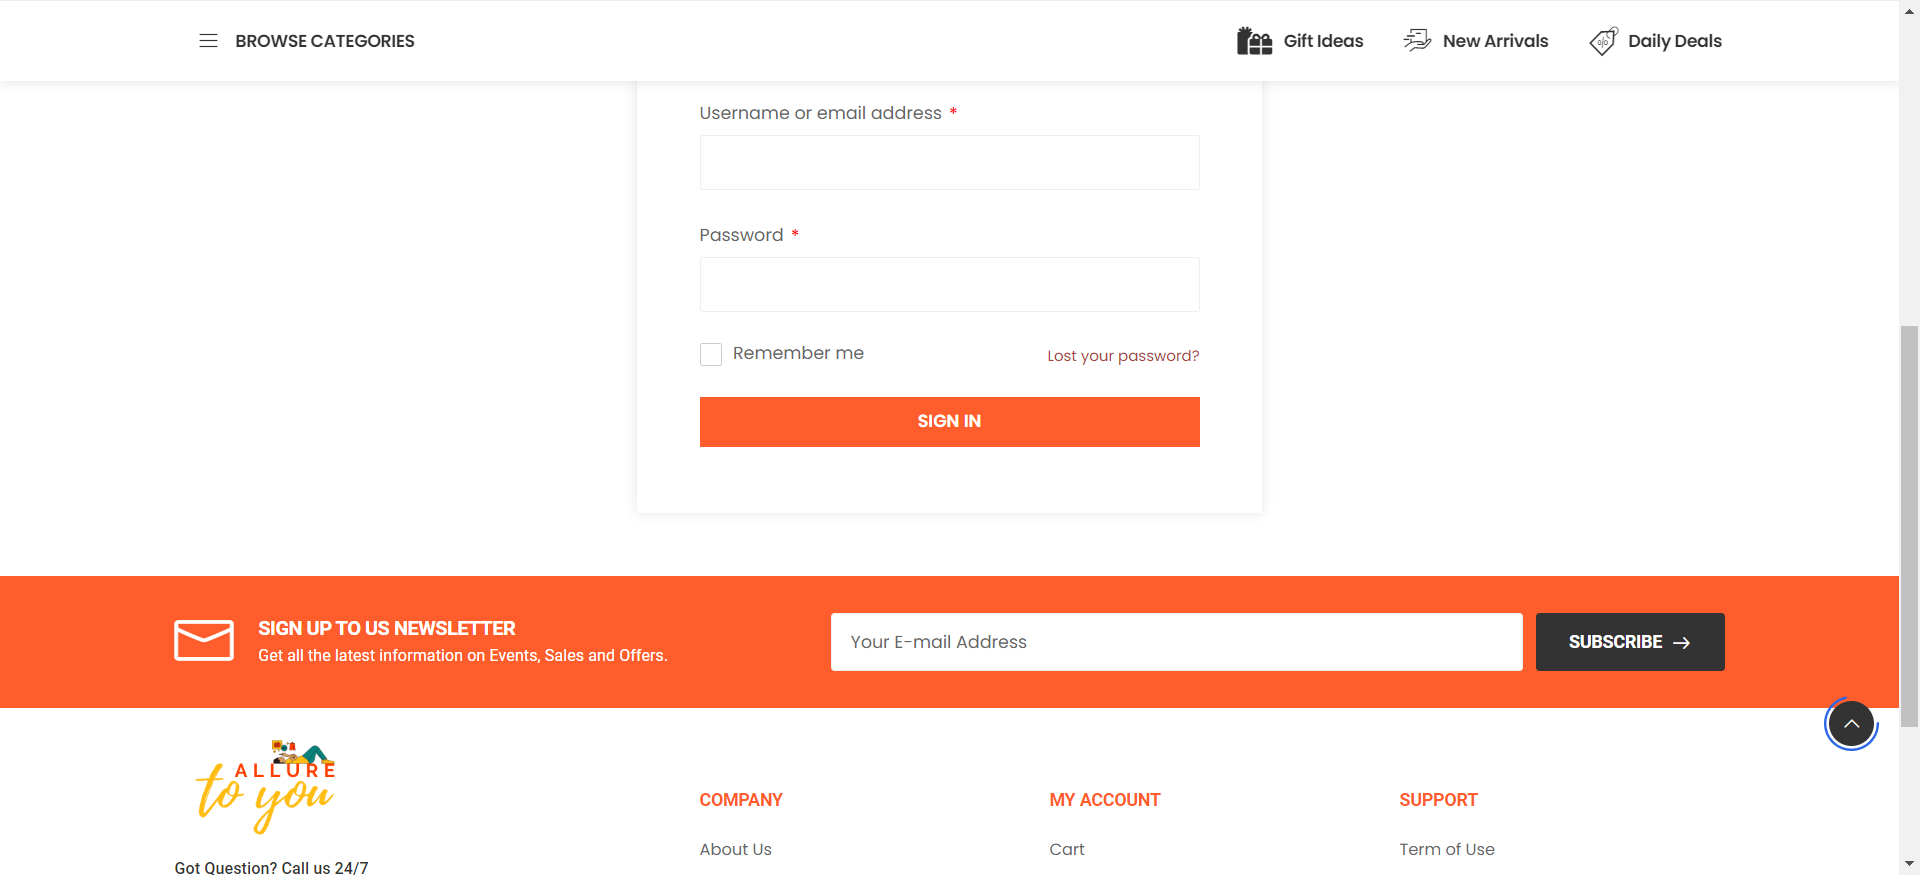 BROWSE CATEGORIES
Gift Ideas
New Arrivals
Daily Deals
Username or email address *
Password *
Remember me
Lost your password?
SIGN IN
SIGN UP TO US NEWSLETTER
Get all the latest information on Events, Sales and Offers.
Your E-mail Address
SUBSCRIBE
ALLURE
to you
COMPANY
MY ACCOUNT
SUPPORT
About Us
Cart
Term of Use
Got Question? Call us 24/7